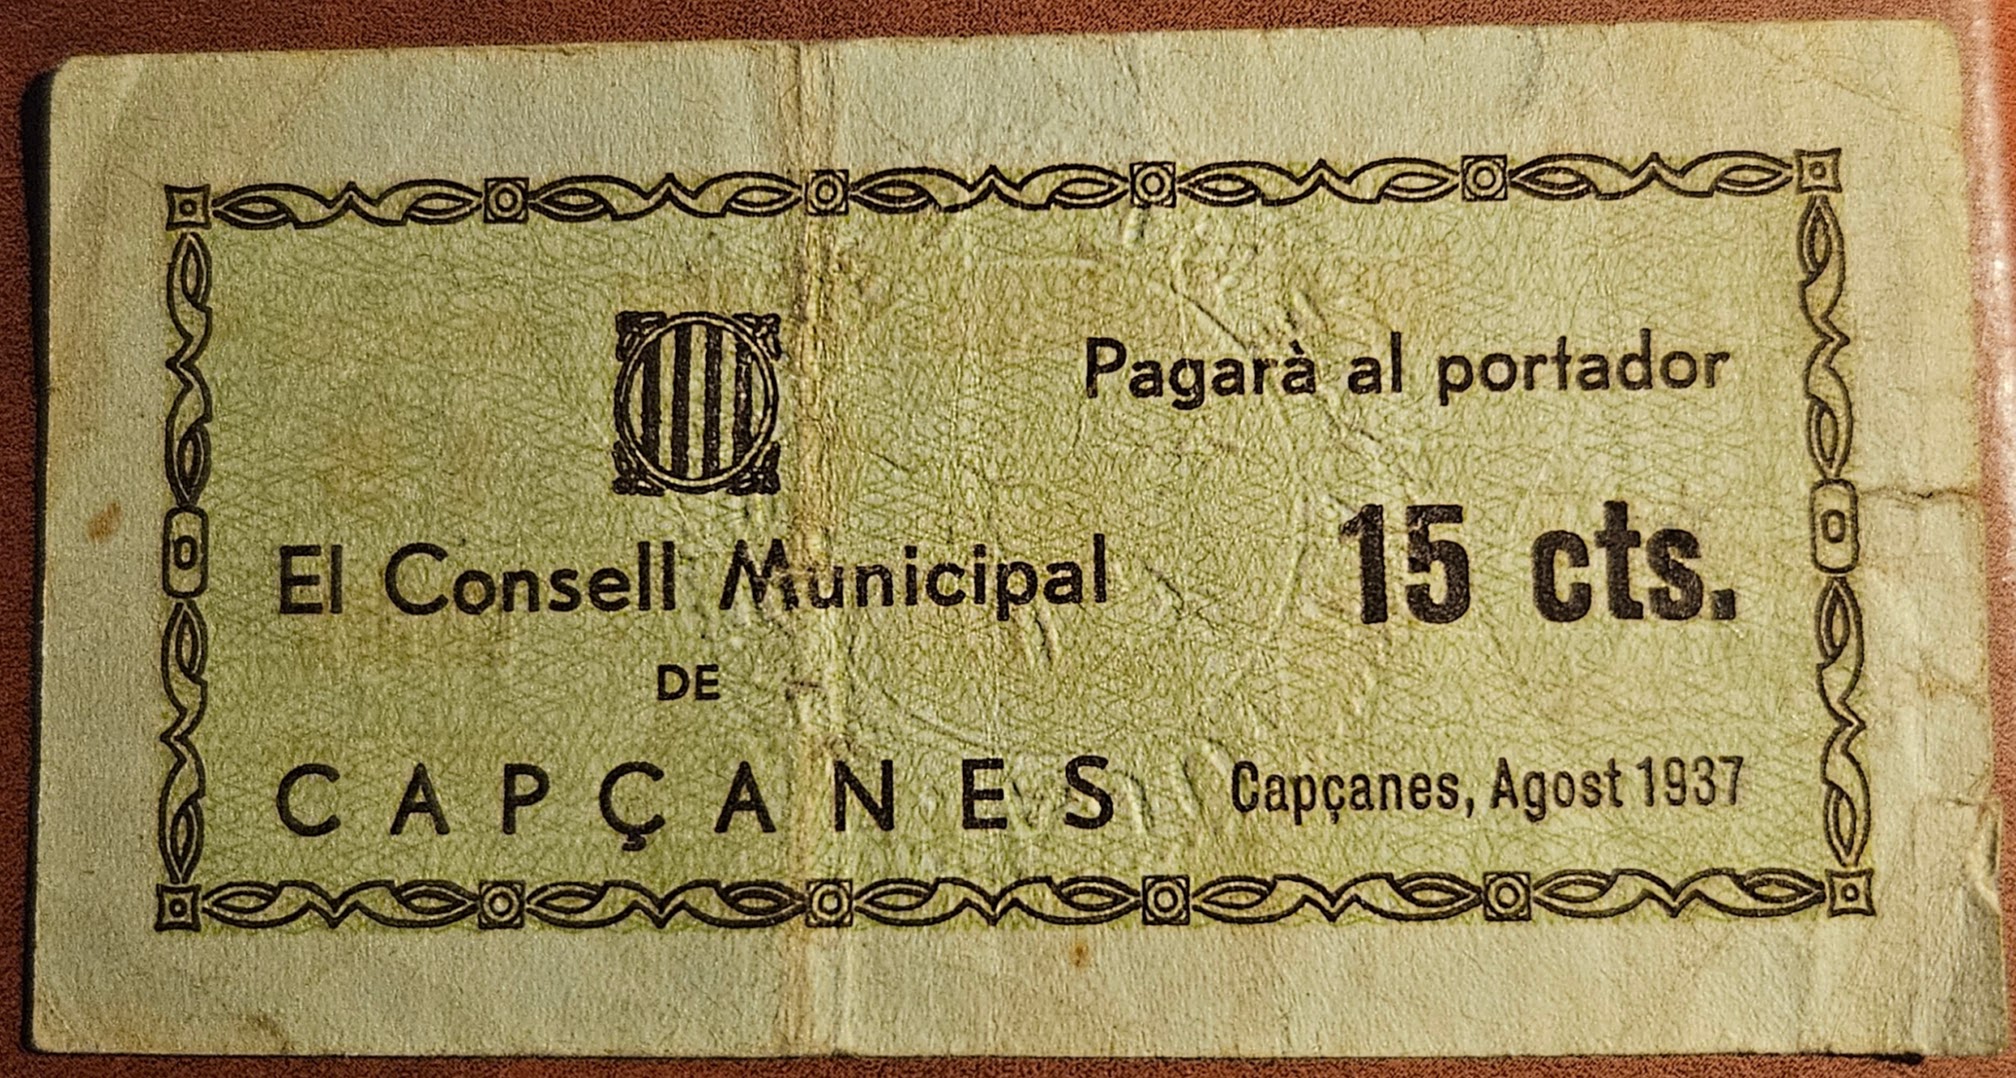 El Consell Municipal
DE
CAPÇANES
Pagarà al portador
15 cts.
Capçanes, Agost 1937